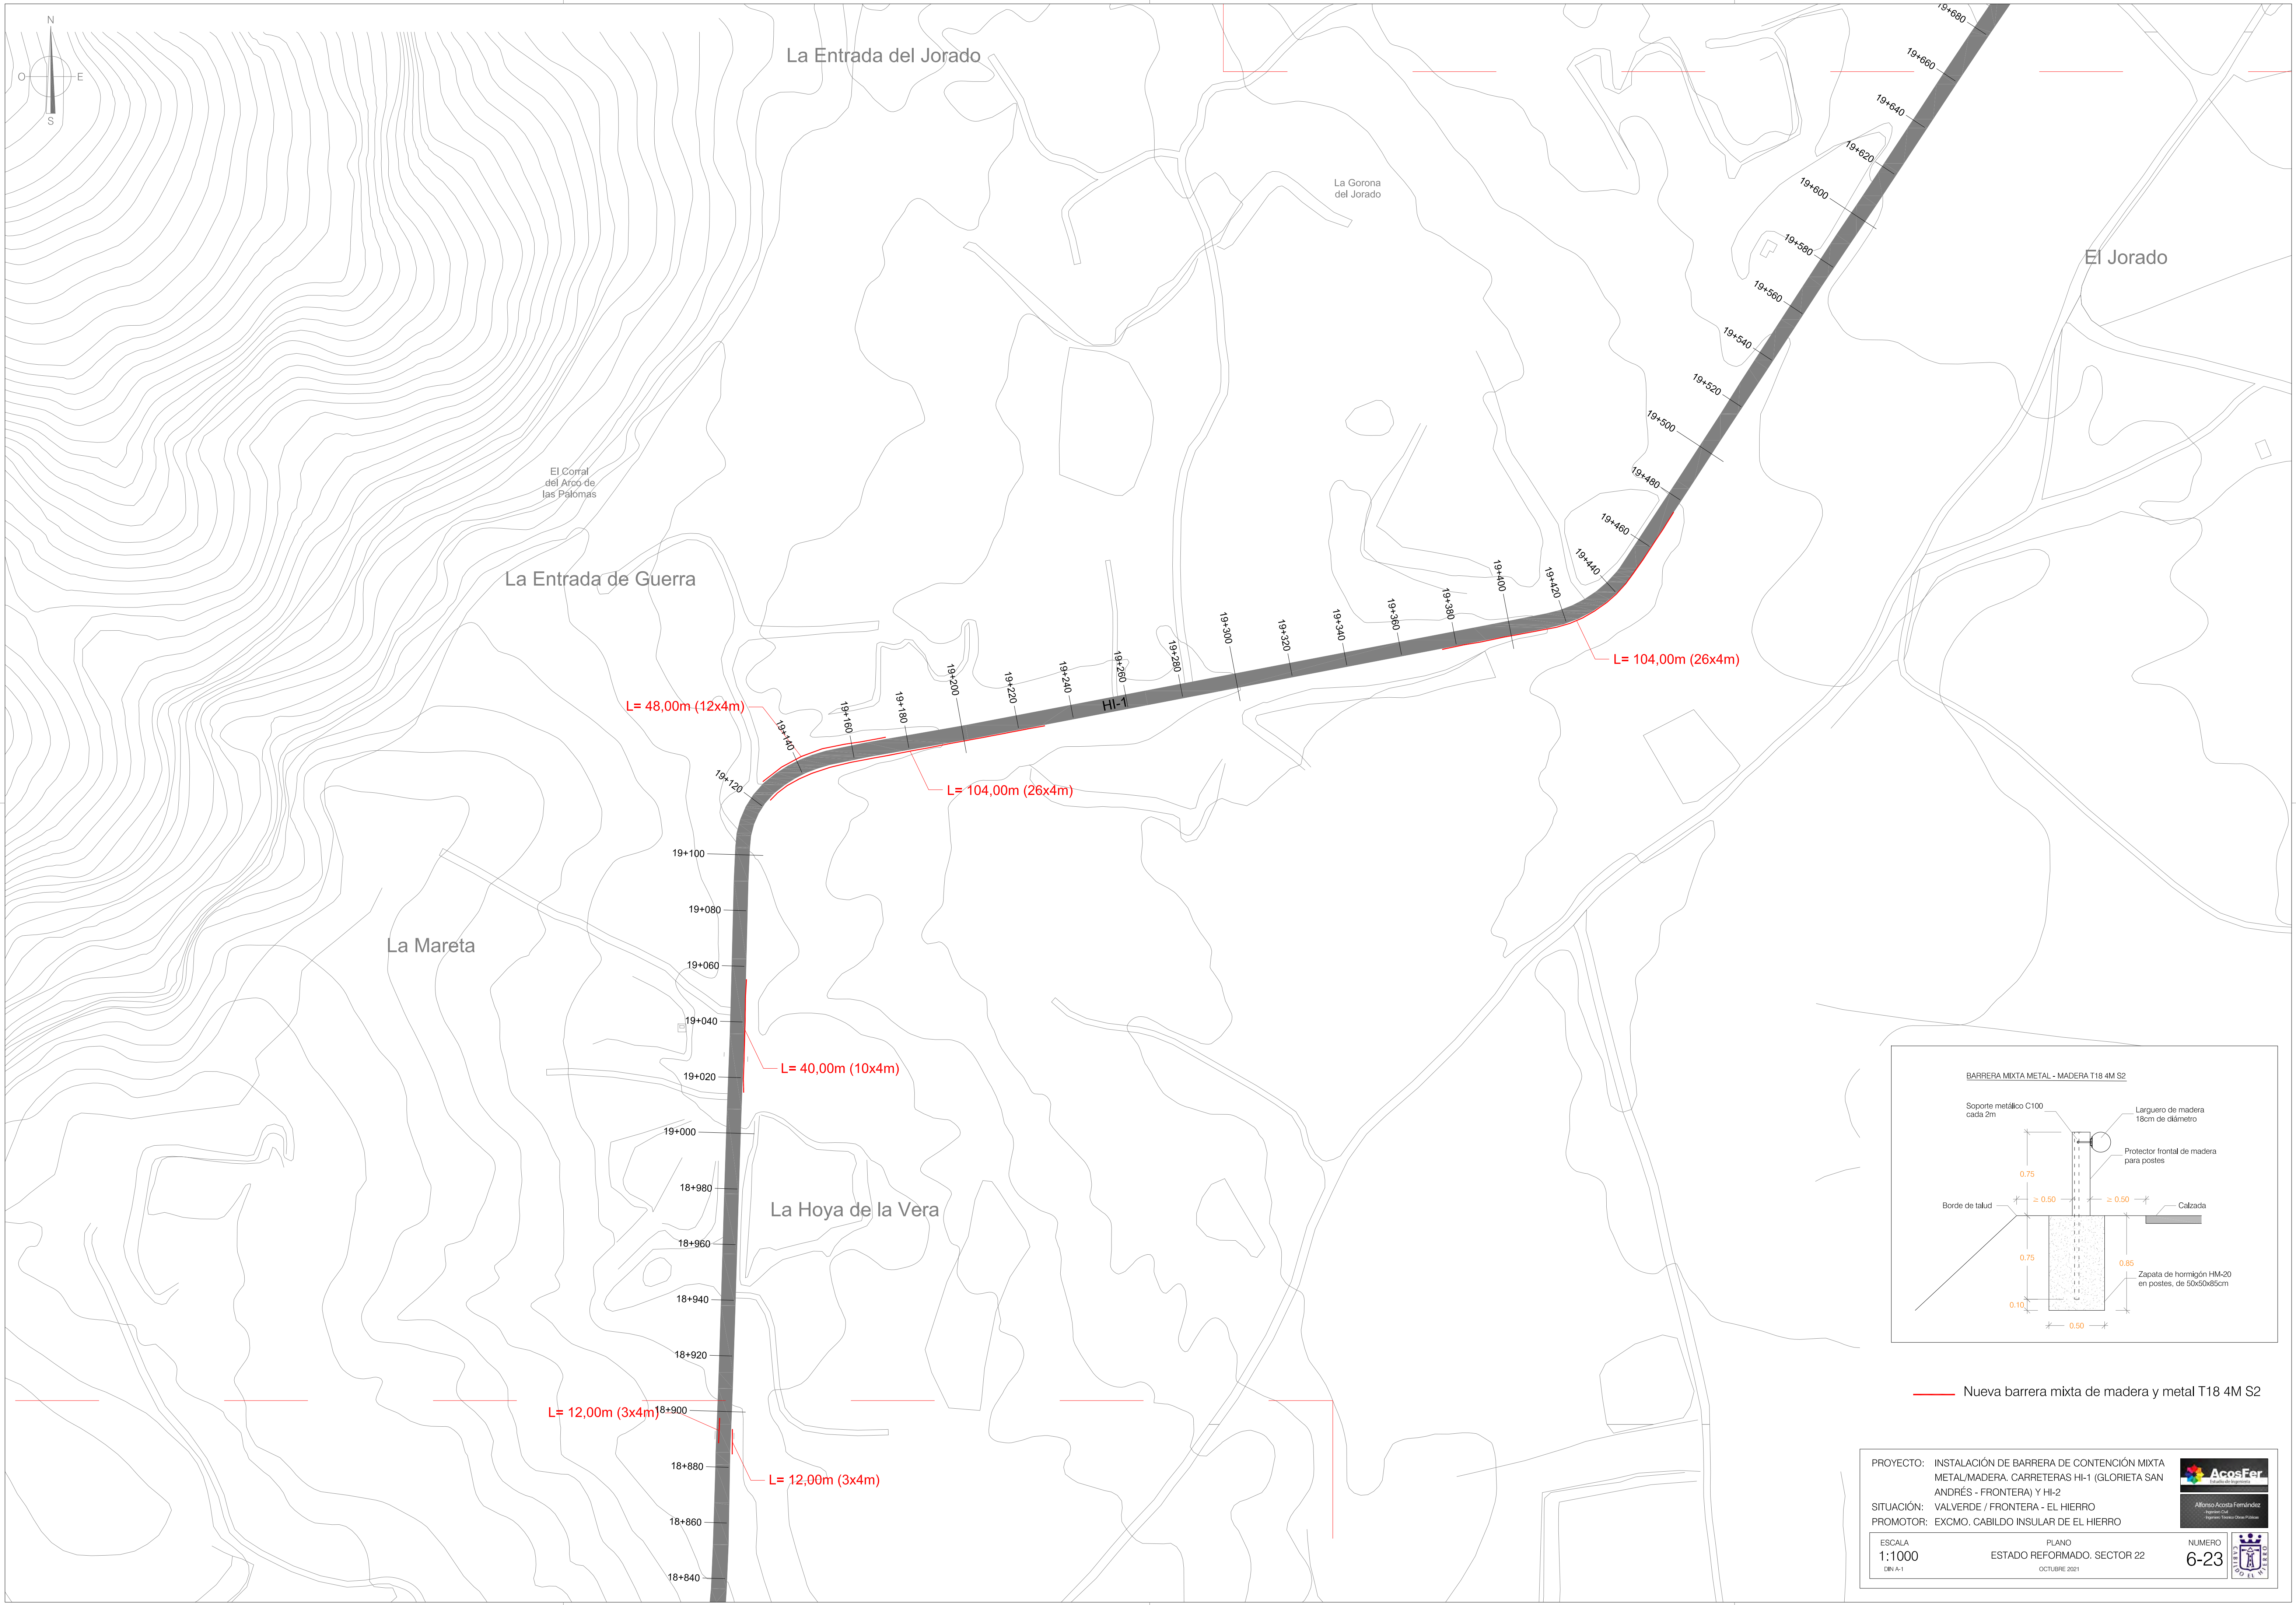 N
O
E
S
La Entrada del Jorado
La Gorona
del Jorado
El Jorado
El Corral
del Arco de
las Palomas
La Entrada de Guerra
La Mareta
La Hoya de la Vera
19+680
19+660
19+640
19+620
19+600
19+580
19+560
19+540
19+520
19+500
19+480
19+460
19+440
19+420
19+400
19+380
19+360
19+340
19+320
19+300
19+280
19+260
19+240
19+220
19+200
19+180
19+160
19+140
19+120
19+100
19+080
19+060
19+040
19+020
19+000
18+980
18+960
18+940
18+920
18+900
18+880
18+860
18+840
HI-1
L= 104,00m (26x4m)
L= 48,00m (12x4m)
L= 104,00m (26x4m)
L= 40,00m (10x4m)
L= 12,00m (3x4m)
L= 12,00m (3x4m)
BARRERA MIXTA METAL - MADERA T18 4M S2
Soporte metálico C100
cada 2m
Larguero de madera
18cm de diámetro
Protector frontal de madera
para postes
0.75
≥ 0.50
≥ 0.50
Borde de talud
Calzada
0.75
0.85
Zapata de hormigón HM-20
en postes, de 50x50x85cm
0.10
0.50
Nueva barrera mixta de madera y metal T18 4M S2
PROYECTO: INSTALACIÓN DE BARRERA DE CONTENCIÓN MIXTA
METAL/MADERA. CARRETERAS HI-1 (GLORIETA SAN
ANDRÉS - FRONTERA) Y HI-2
SITUACIÓN: VALVERDE / FRONTERA - EL HIERRO
PROMOTOR: EXCMO. CABILDO INSULAR DE EL HIERRO
AcosFer
Estudio de Ingeniería
Alfonso Acosta Fernández
- Ingeniero Civil
- Ingeniero Técnico Obras Públicas
ESCALA
1:1000
DIN A-1
PLANO
ESTADO REFORMADO. SECTOR 22
OCTUBRE 2021
NUMERO
6-23
CABILDO EL HIERRO